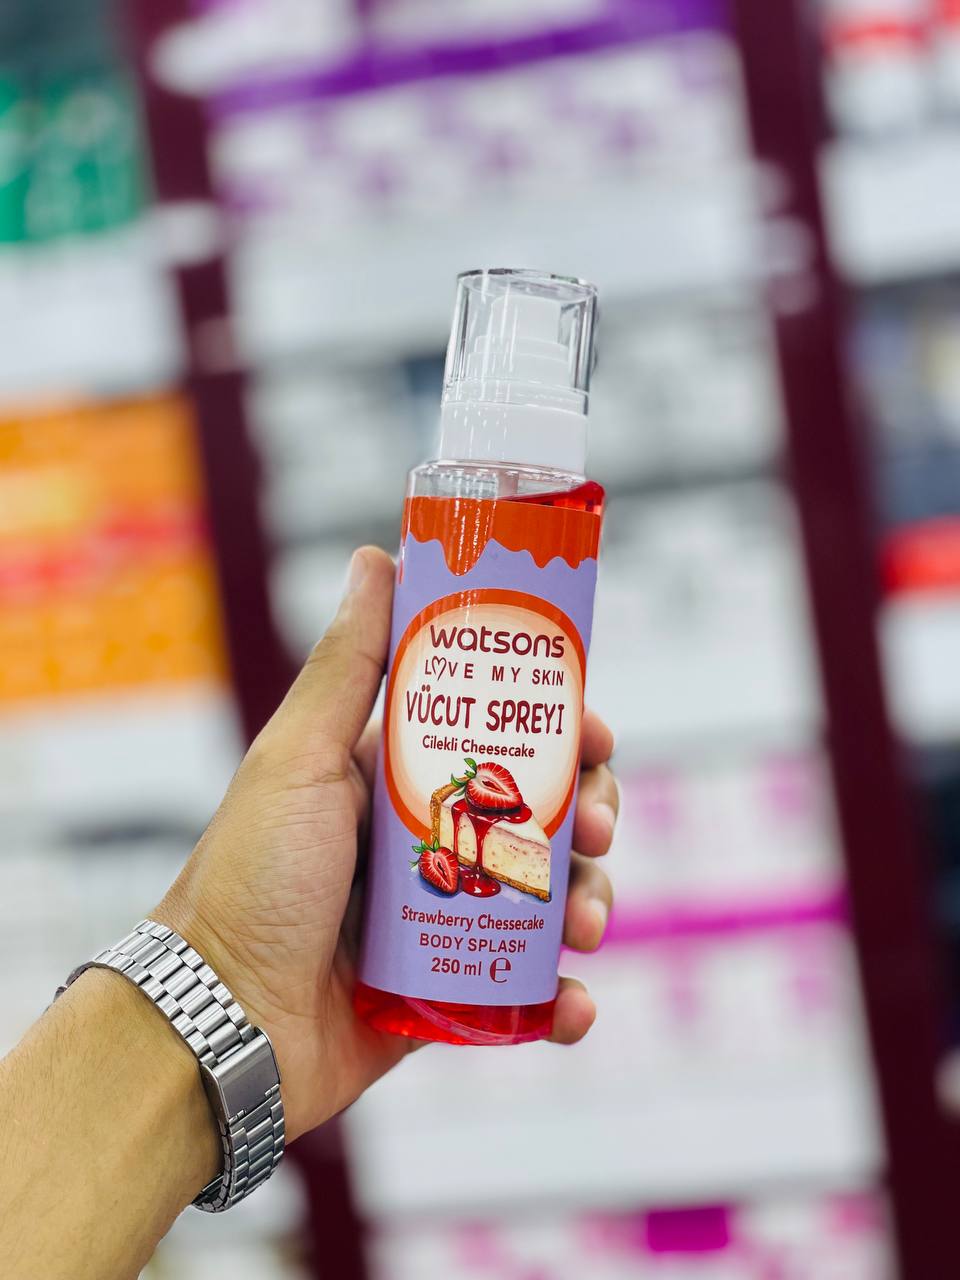 watsons
LOVE MY SKIN
VÜCUT SPREYI
Cilekli Cheesecake
Strawberry Chessecake
BODY SPLASH
250 ml ℮